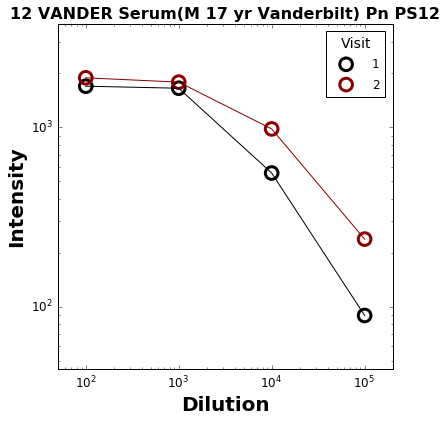 12 VANDER Serum(M 17 yr Vanderbilt) Pn PS12
Visit
1
2
10³
10²
Intensity
10² 10³ 10⁴ 10⁵
Dilution